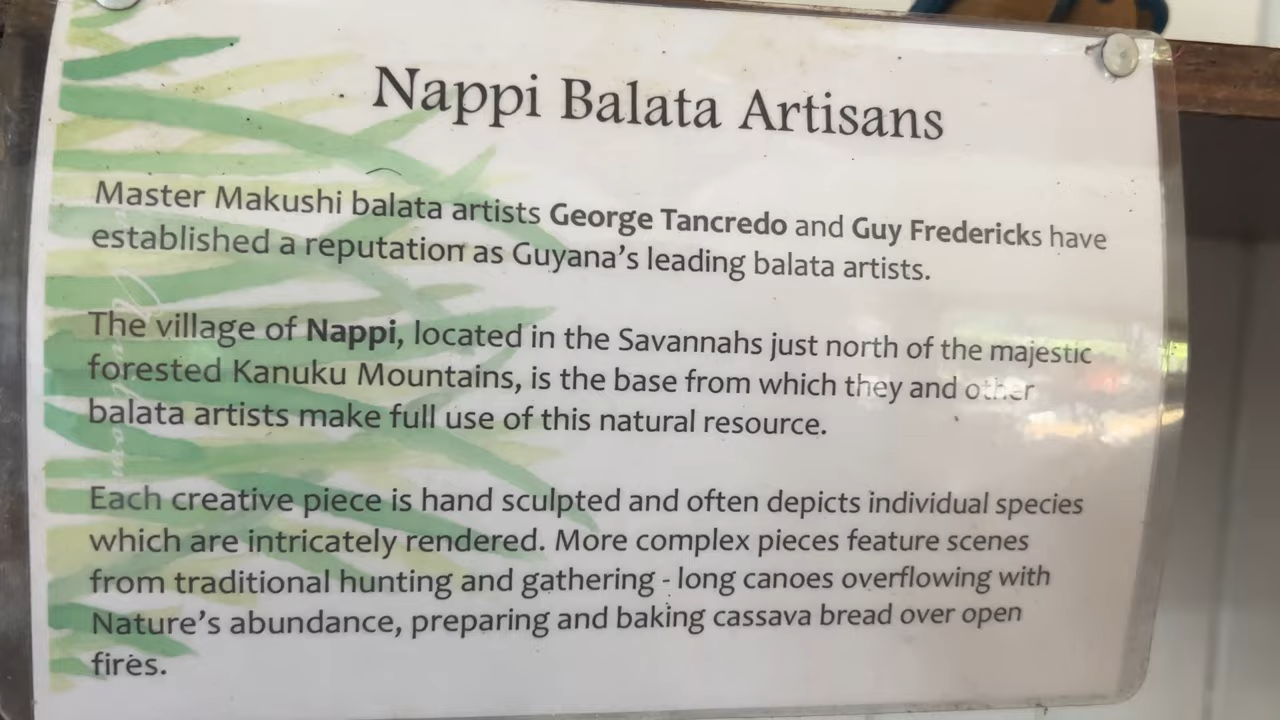 Nappi Balata Artisans
Master Makushi balata artists George Tancredo and Guy Fredericks have
established a reputation as Guyana's leading balata artists.
The village of Nappi, located in the Savannahs just north of the majestic
forested Kanuku Mountains, is the base from which they and other
balata artists make full use of this natural resource.
Each creative piece is hand sculpted and often depicts individual species
which are intricately rendered. More complex pieces feature scenes
from traditional hunting and gathering - long canoes overflowing with
Nature's abundance, preparing and baking cassava bread over open
fires.